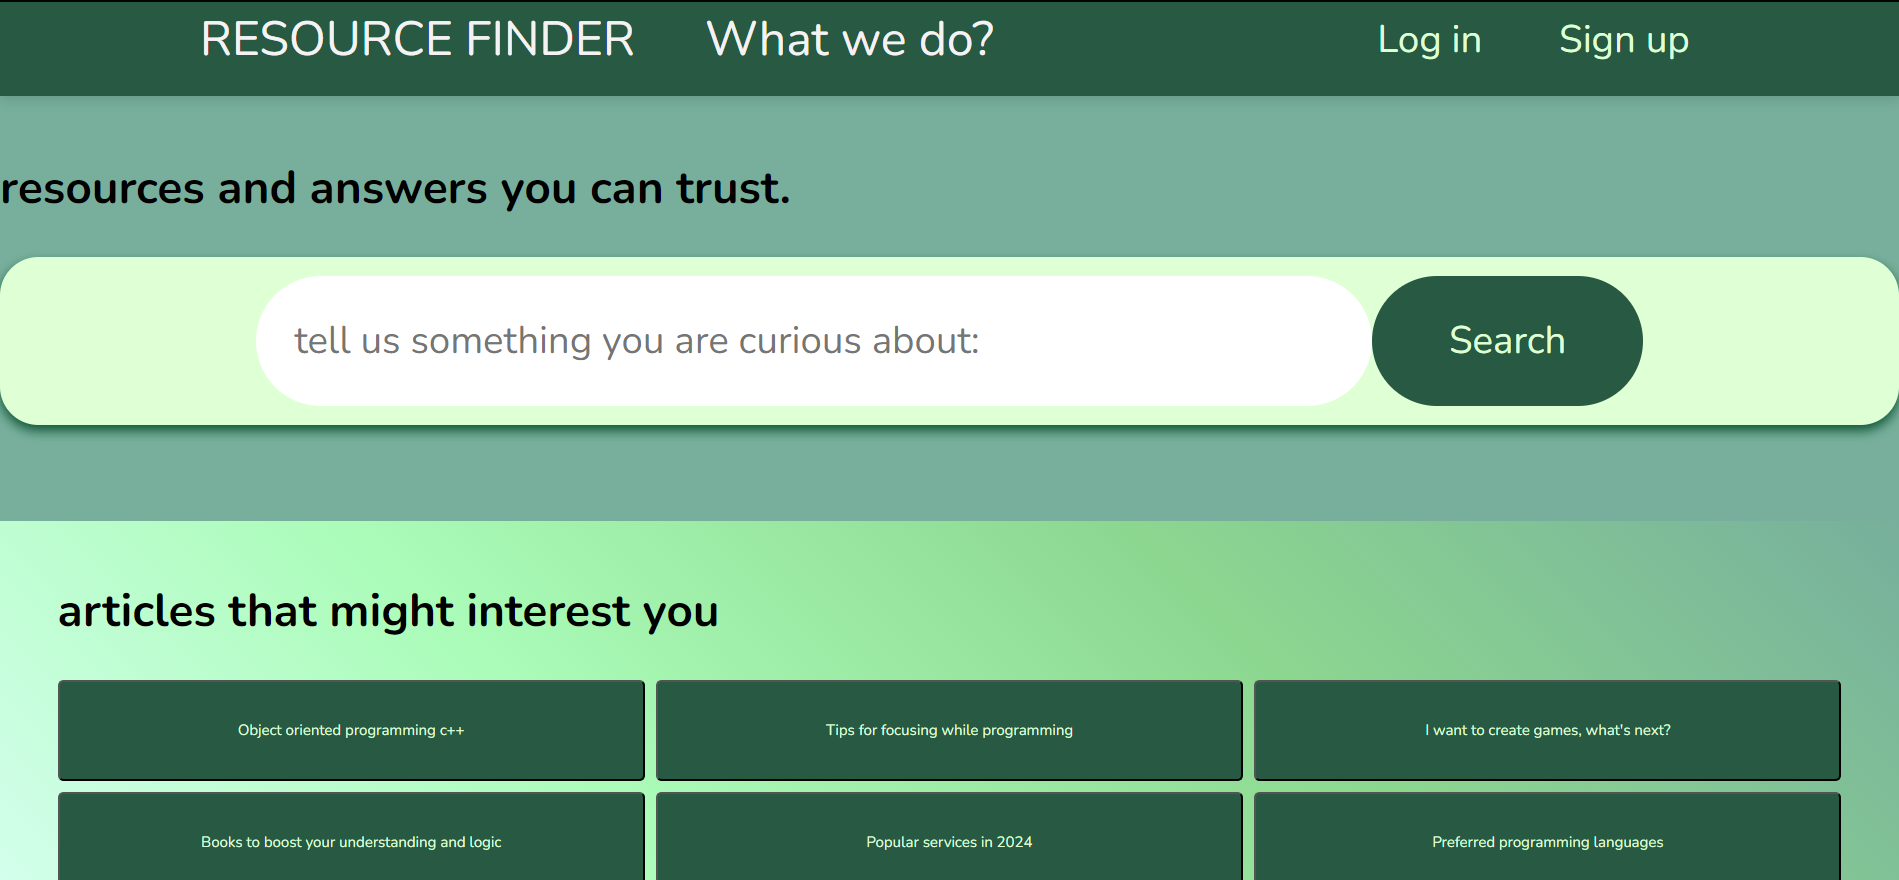 RESOURCE FINDER What we do? Log in Sign up
resources and answers you can trust.
tell us something you are curious about: Search
articles that might interest you
Object oriented programming c++ Tips for focusing while programming I want to create games, what's next?
Books to boost your understanding and logic Popular services in 2024 Preferred programming languages